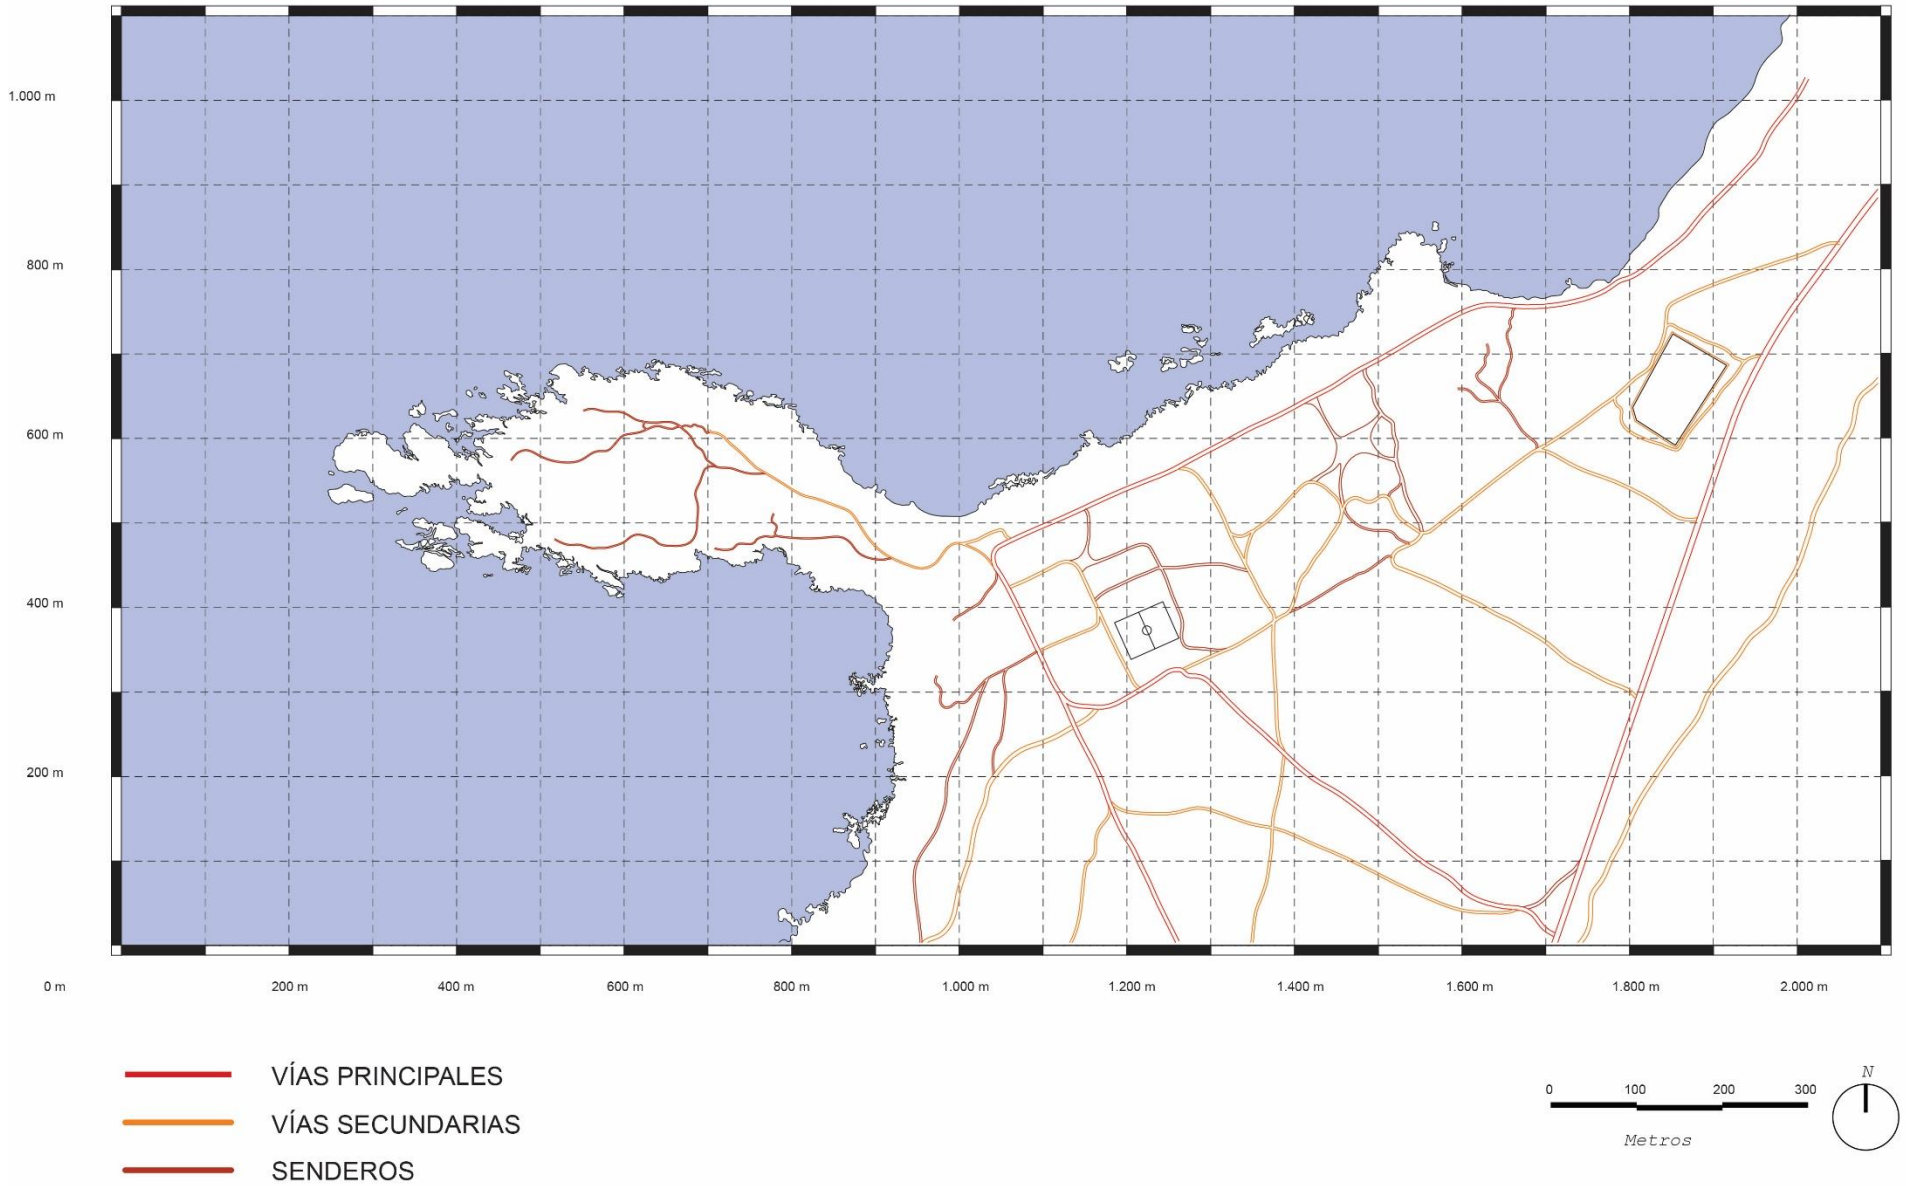 1.000 m
800 m
600 m
400 m
200 m
0 m 200 m 400 m 600 m 800 m 1.000 m 1.200 m 1.400 m 1.600 m 1.800 m 2.000 m
VÍAS PRINCIPALES
VÍAS SECUNDARIAS
SENDEROS
0 100 200 300
Metros
N